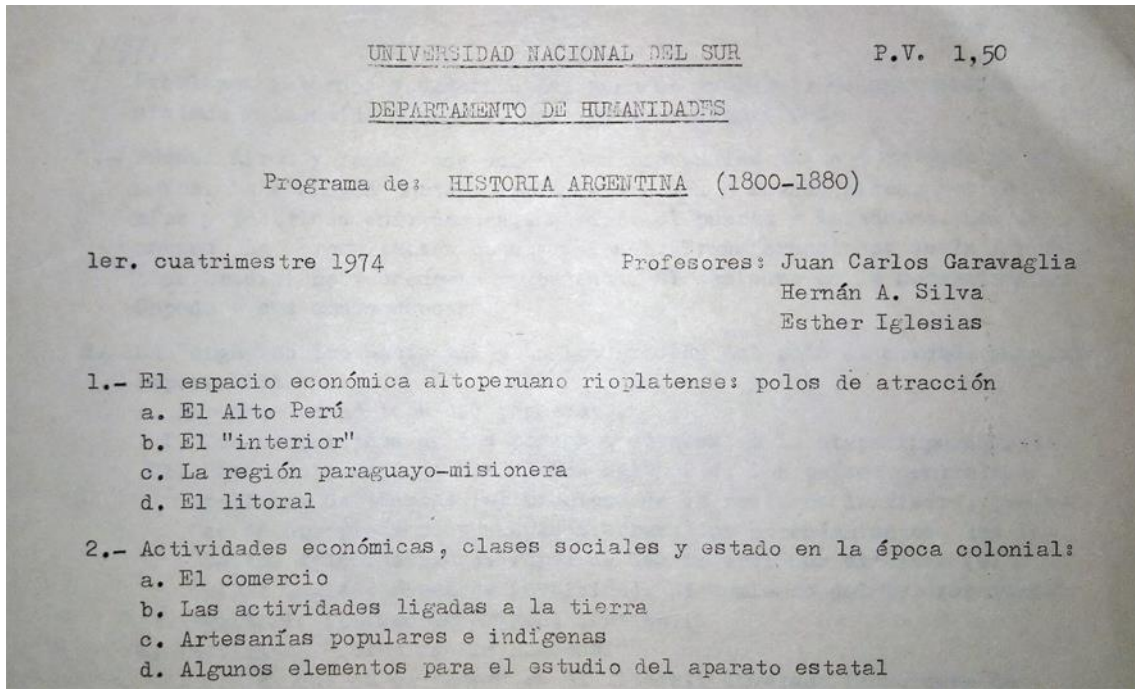 UNIVERSIDAD NACIONAL DEL SUR P.V. 1,50
DEPARTAMENTO DE HUMANIDADES
Programa de: HISTORIA ARGENTINA (1800-1880)
1er. cuatrimestre 1974 Profesores: Juan Carlos Garavaglia
Hernán A. Silva
Esther Iglesias
1.- El espacio económica altoperuano rioplatense: polos de atracción
a. El Alto Perú
b. El "interior"
c. La región paraguayo-misionera
d. El litoral
2.- Actividades económicas, clases sociales y estado en la época colonial:
a. El comercio
b. Las actividades ligadas a la tierra
c. Artesanías populares e indígenas
d. Algunos elementos para el estudio del aparato estatal